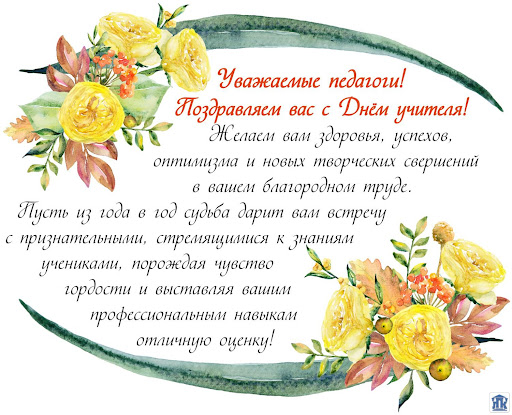 Уважаемые педагоги!
Поздравляем вас с Днём учителя!
Желаем вам здоровья, успехов,
оптимизма и новых творческих свершений
в вашем благородном труде.
Пусть из года в год судьба дарит вам встречу
с признательными, стремящимися к знаниям
учениками, порождая чувство
гордости и выставляя вашим
профессиональным навыкам
отличную оценку!